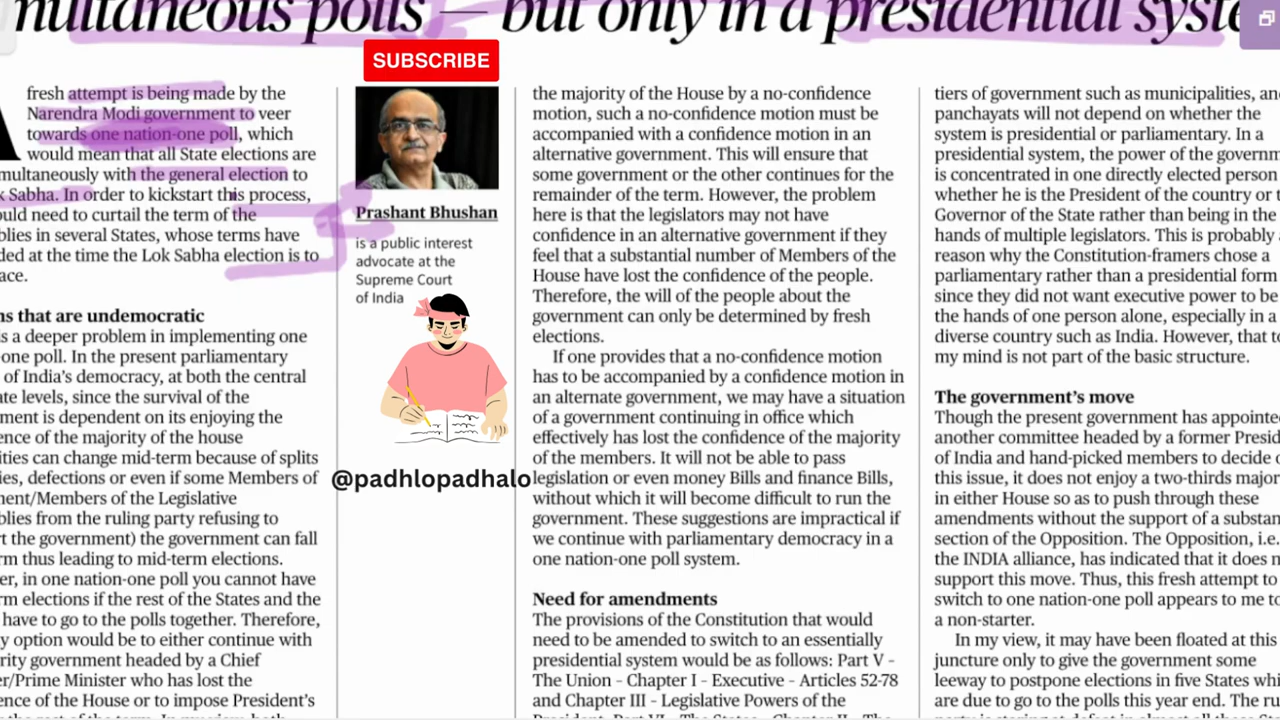 multaneous polls — but only in a presidential syste
fresh attempt is being made by the
Narendra Modi government to veer
towards one nation-one poll, which
would mean that all State elections are
multaneously with the general election to
k Sabha. In order to kickstart this process,
ould need to curtail the term of the
blies in several States, whose terms have
ded at the time the Lok Sabha election is to
ace.
ns that are undemocratic
s a deeper problem in implementing one
-one poll. In the present parliamentary
of India's democracy, at both the central
ate levels, since the survival of the
nment is dependent on its enjoying the
ence of the majority of the house
ities can change mid-term because of splits
ies, defections or even if some Members of
ment/Members of the Legislative
blies from the ruling party refusing to
rt the government) the government can fall
rm thus leading to mid-term elections.
er, in one nation-one poll you cannot have
rm elections if the rest of the States and the
have to go to the polls together. Therefore,
y option would be to either continue with
rity government headed by a Chief
er/Prime Minister who has lost the
ence of the House or to impose President's
SUBSCRIBE
Prashant Bhushan
is a public interest
advocate at the
Supreme Court
of India
@padhlopadhalo
the majority of the House by a no-confidence
motion, such a no-confidence motion must be
accompanied with a confidence motion in an
alternative government. This will ensure that
some government or the other continues for the
remainder of the term. However, the problem
here is that the legislators may not have
confidence in an alternative government if they
feel that a substantial number of Members of the
House have lost the confidence of the people.
Therefore, the will of the people about the
government can only be determined by fresh
elections.
If one provides that a no-confidence motion
has to be accompanied by a confidence motion in
an alternate government, we may have a situation
of a government continuing in office which
effectively has lost the confidence of the majority
of the members. It will not be able to pass
legislation or even money Bills and finance Bills,
without which it will become difficult to run the
government. These suggestions are impractical if
we continue with parliamentary democracy in a
one nation-one poll system.
Need for amendments
The provisions of the Constitution that would
need to be amended to switch to an essentially
presidential system would be as follows: Part V -
The Union - Chapter I - Executive - Articles 52-78
and Chapter III - Legislative Powers of the
tiers of government such as municipalities, an
panchayats will not depend on whether the
system is presidential or parliamentary. In a
presidential system, the power of the governm
is concentrated in one directly elected person
whether he is the President of the country or t
Governor of the State rather than being in the
hands of multiple legislators. This is probably
reason why the Constitution-framers chose a
parliamentary rather than a presidential form
since they did not want executive power to be
the hands of one person alone, especially in a
diverse country such as India. However, that to
my mind is not part of the basic structure.
The government's move
Though the present government has appointe
another committee headed by a former Presid
of India and hand-picked members to decide o
this issue, it does not enjoy a two-thirds major
in either House so as to push through these
amendments without the support of a substan
section of the Opposition. The Opposition, i.e.
the INDIA alliance, has indicated that it does n
support this move. Thus, this fresh attempt to
switch to one nation-one poll appears to me to
a non-starter.
In my view, it may have been floated at this
juncture only to give the government some
leeway to postpone elections in five States whi
are due to go to the polls this year end. The ru